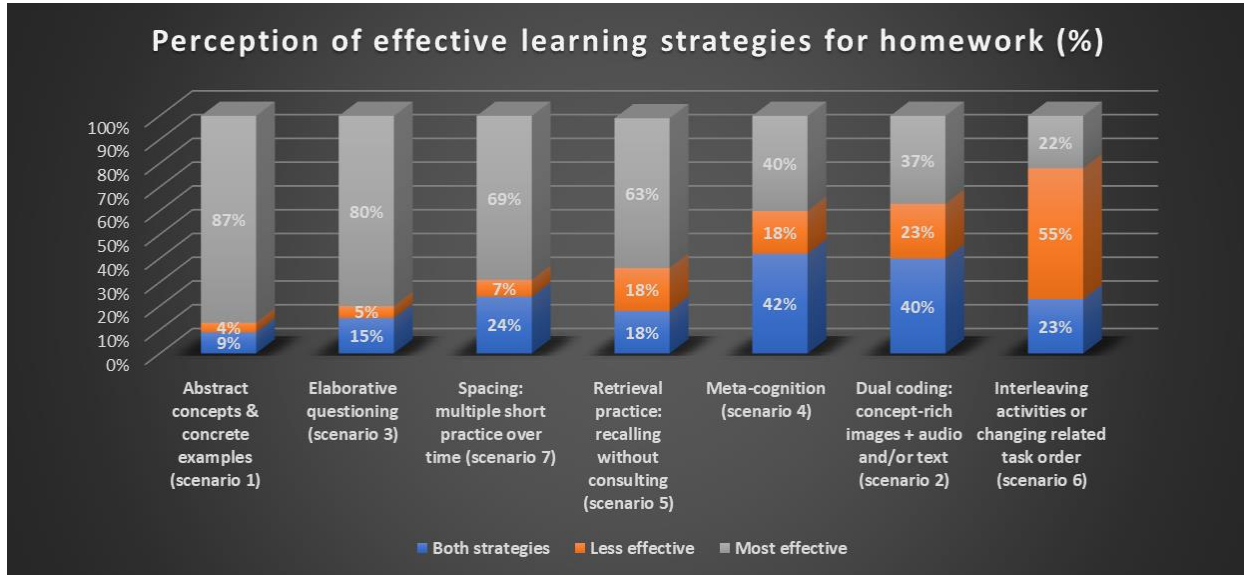 Perception of effective learning strategies for homework (%)
100%
90%
80%
70%
60%
50%
40%
30%
20%
10%
0%
87%
4%
9%
80%
5%
15%
69%
7%
24%
63%
18%
18%
40%
18%
42%
37%
23%
40%
22%
55%
23%
Abstract
concepts &
concrete
examples
(scenario 1)
Elaborative
questioning
(scenario 3)
Spacing:
multiple short
practice over
time (scenario 7)
Retrieval
practice:
recalling
without
consulting
(scenario 5)
Meta-cognition
(scenario 4)
Dual coding:
concept-rich
images + audio
and/or text
(scenario 2)
Interleaving
activities or
changing related
task order
(scenario 6)
Both strategies
Less effective
Most effective